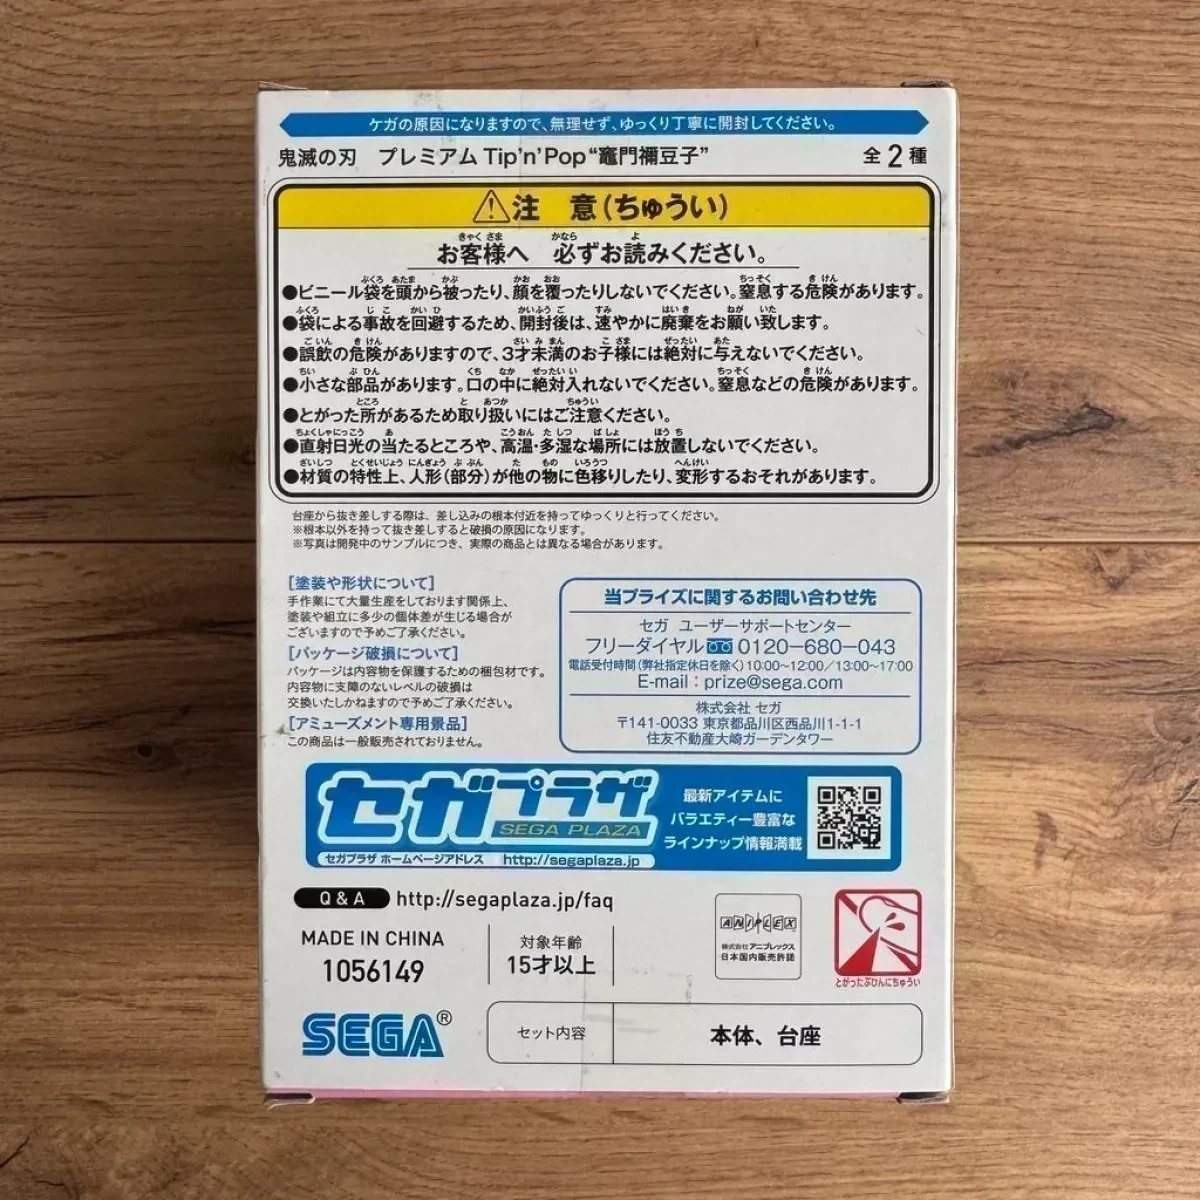 ケガの原因になりますので、無理せず、ゆっくり丁寧に開封してください。
鬼滅の刃 プレミアム Tip'n'Pop “竈門禰豆子” 全2種
⚠注 意(ちゅうい)
お客様へ 必ずお読みください。
●ビニール袋を頭から被ったり、顔を覆ったりしないでください。窒息する危険があります。
●袋による事故を回避するため、開封後は、速やかに廃棄をお願い致します。
●誤飲の危険がありますので、3才未満のお子様には絶対に与えないでください。
●小さな部品があります。口の中に絶対入れないでください。窒息などの危険があります。
●とがった所があるため取り扱いにはご注意ください。
●直射日光の当たるところや、高温・多湿な場所には放置しないでください。
●材質の特性上、人形(部分)が他の物に色移りしたり、変形するおそれがあります。
台座から抜き差しする際は、差し込みの根本付近を持ってゆっくりと行ってください。
※根本以外を持って抜き差しすると破損の原因になります。
※写真は開発中のサンプルにつき、実際の商品とは異なる場合があります。
[塗装や形状について]
手作業にて大量生産をしております関係上、
塗装や組立に多少の個体差が生じる場合が
ございますので予めご了承ください。
[パッケージ破損について]
パッケージは内容物を保護するための梱包材です。
内容物に支障のないレベルの破損は
交換いたしかねますので予めご了承ください。
[アミューズメント専用景品]
この商品は一般販売されておりません。
当プライズに関するお問い合わせ先
セガ ユーザーサポートセンター
フリーダイヤル 0120-680-043
電話受付時間(弊社指定休日を除く)10:00~12:00/13:00~17:00
E-mail : prize@sega.com
株式会社 セガ
〒141-0033 東京都品川区西品川1-1-1
住友不動産大崎ガーデンタワー
セガプラザ
SEGA PLAZA
セガプラザ ホームページアドレス http://segaplaza.jp
最新アイテムに
バラエティー豊富な
ラインナップ情報満載
Q & A http://segaplaza.jp/faq
MADE IN CHINA
1056149
対象年齢
15才以上
ANIPLEX
株式会社 アニプレックス
日本国内販売許諾
とがったぶひんにちゅうい
SEGA®
セット内容 本体、台座